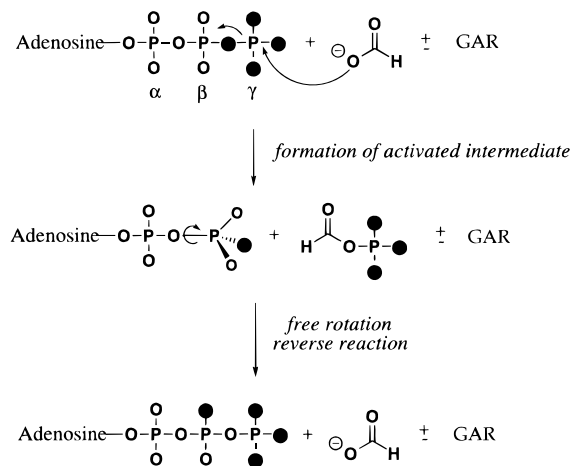 O O
Adenosine—O-P-O-P-●-P-● + ⊖ O O H ± GAR
O O
α β γ
formation of activated intermediate
O O
Adenosine—O-P-O-P + H O O-P-● ± GAR
O O
free rotation
reverse reaction
O
Adenosine—O-P-O-P-O-P-● + ⊖ O O H ± GAR
O O